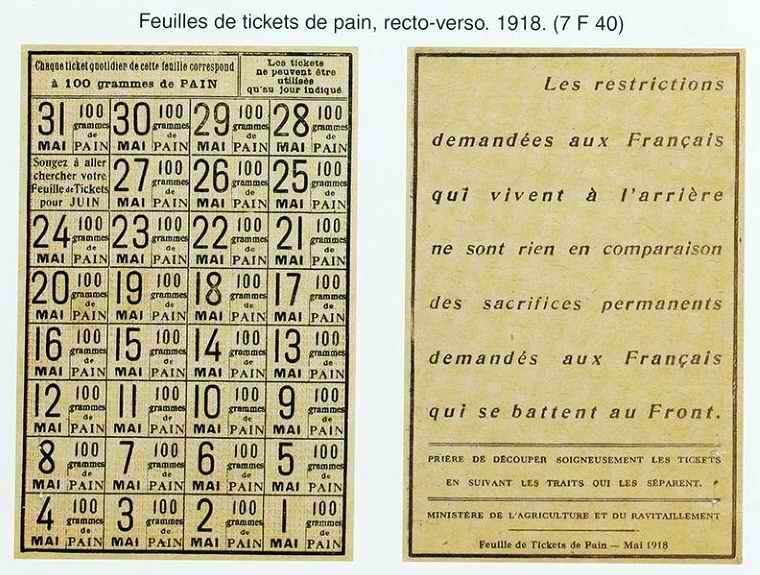 Feuilles de tickets de pain, recto-verso. 1918. (7 F 40)
Chaque ticket quotidien de cette feuille correspond
à 100 grammes de PAIN
Les tickets
ne peuvent être
utilisés
qu'au jour indiqué
31 MAI 100 grammes de PAIN
30 MAI 100 grammes de PAIN
29 MAI 100 grammes de PAIN
28 MAI 100 grammes de PAIN
Songez à aller
chercher votre
Feuille de Tickets
pour JUIN
27 MAI 100 grammes de PAIN
26 MAI 100 grammes de PAIN
25 MAI 100 grammes de PAIN
24 MAI 100 grammes de PAIN
23 MAI 100 grammes de PAIN
22 MAI 100 grammes de PAIN
21 MAI 100 grammes de PAIN
20 MAI 100 grammes de PAIN
19 MAI 100 grammes de PAIN
18 MAI 100 grammes de PAIN
17 MAI 100 grammes de PAIN
16 MAI 100 grammes de PAIN
15 MAI 100 grammes de PAIN
14 MAI 100 grammes de PAIN
13 MAI 100 grammes de PAIN
12 MAI 100 grammes de PAIN
11 MAI 100 grammes de PAIN
10 MAI 100 grammes de PAIN
9 MAI 100 grammes de PAIN
8 MAI 100 grammes de PAIN
7 MAI 100 grammes de PAIN
6 MAI 100 grammes de PAIN
5 MAI 100 grammes de PAIN
4 MAI 100 grammes de PAIN
3 MAI 100 grammes de PAIN
2 MAI 100 grammes de PAIN
1 MAI 100 grammes de PAIN
Les restrictions
demandées aux Français
qui vivent à l'arrière
ne sont rien en comparaison
des sacrifices permanents
demandés aux Français
qui se battent au Front.
PRIÈRE DE DÉCOUPER SOIGNEUSEMENT LES TICKETS
EN SUIVANT LES TRAITS QUI LES SÉPARENT.
MINISTÈRE DE L'AGRICULTURE ET DU RAVITAILLEMENT
Feuille de Tickets de Pain — Mai 1918